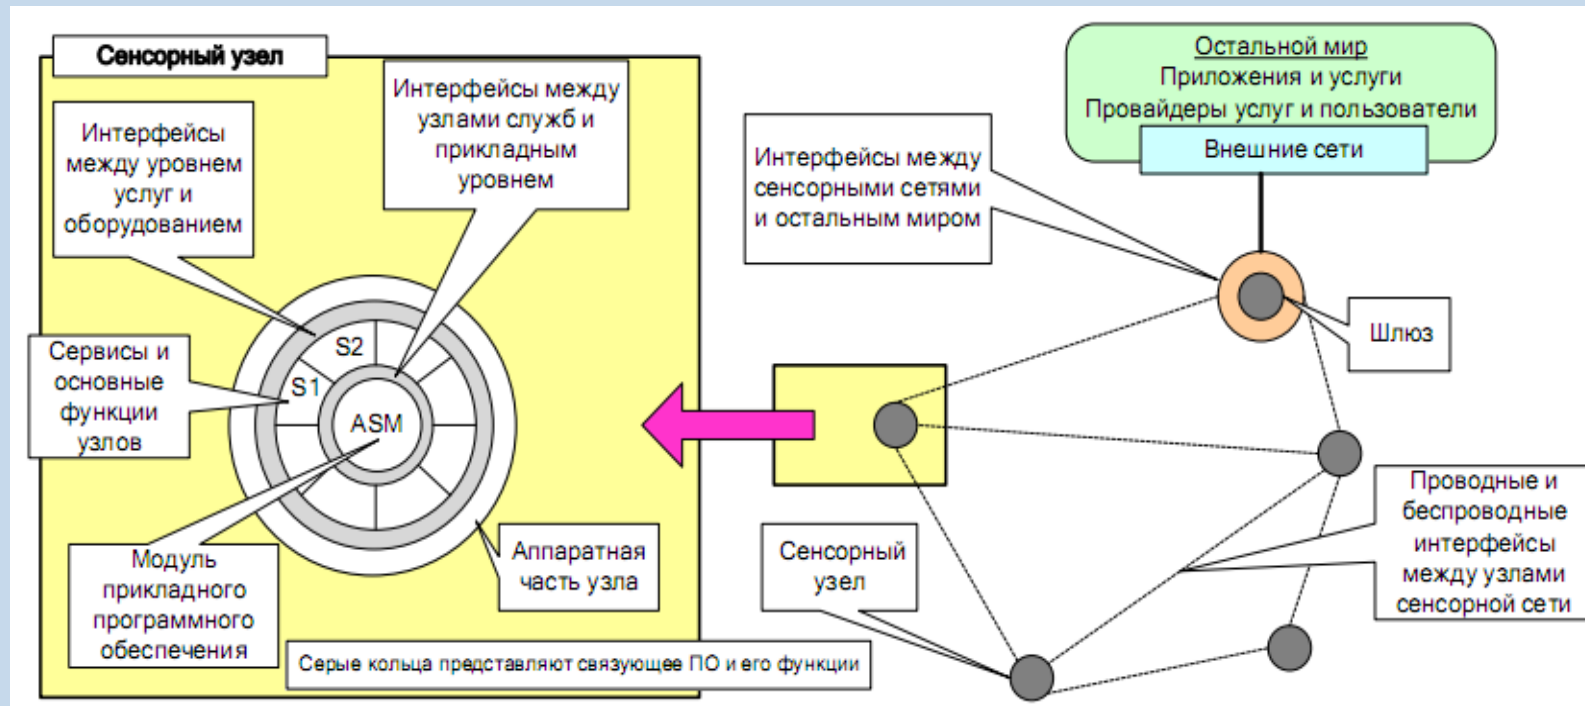 Сенсорный узел
Интерфейсы
между уровнем
услуг и
оборудованием
Интерфейсы между
узлами служб и
прикладным
уровнем
Сервисы и
основные
функции
узлов
S2
S1
ASM
Модуль
прикладного
программного
обеспечения
Аппаратная
часть узла
Серые кольца представляют связующее ПО и его функции
Остальной мир
Приложения и услуги
Провайдеры услуг и пользователи
Внешние сети
Интерфейсы между
сенсорными сетями
и остальным миром
Шлюз
Сенсорный
узел
Проводные и
беспроводные
интерфейсы
между узлами
сенсорной сети